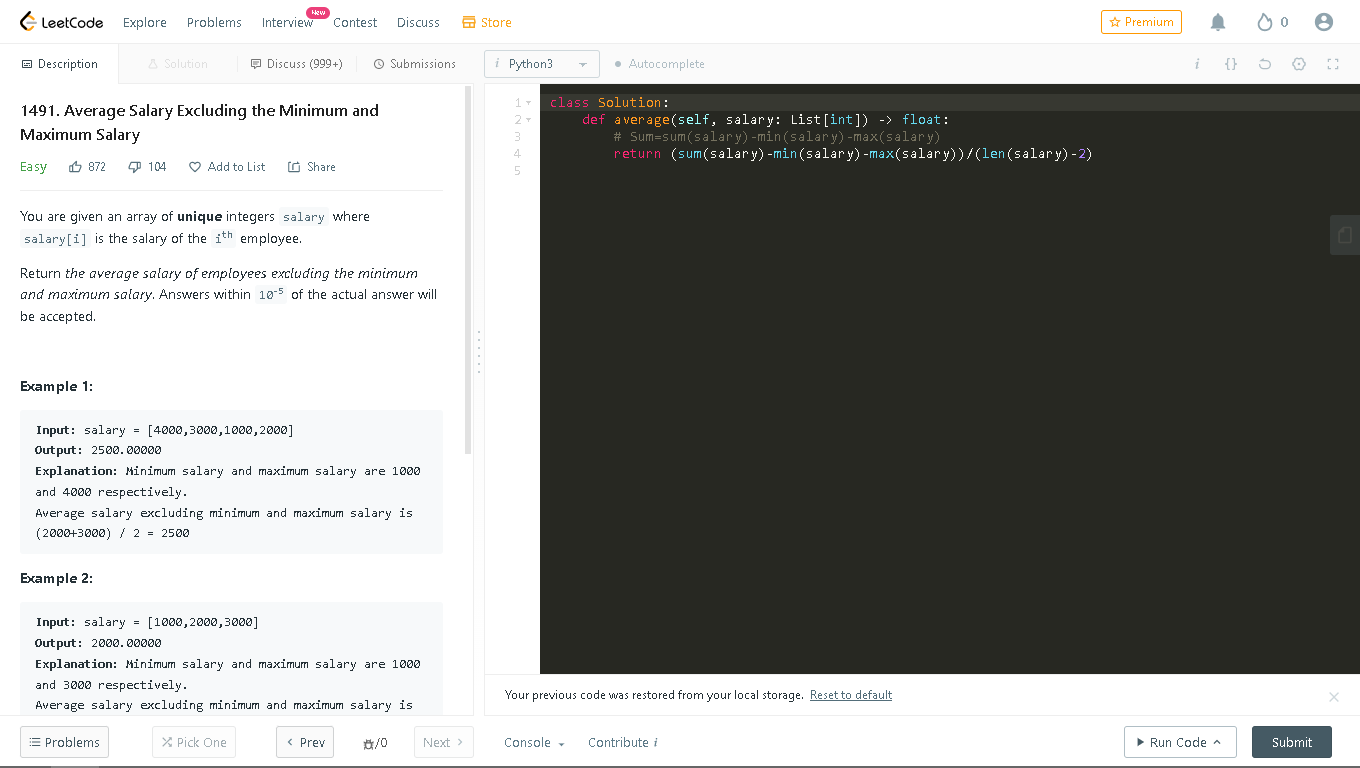 LeetCode Explore Problems Interview New Contest Discuss Store Premium 0
Description Solution Discuss (999+) Submissions i Python3 Autocomplete i {}
1491. Average Salary Excluding the Minimum and
Maximum Salary
Easy 872 104 Add to List Share
You are given an array of unique integers salary where
salary[i] is the salary of the ith employee.
Return the average salary of employees excluding the minimum
and maximum salary. Answers within 10-5 of the actual answer will
be accepted.
Example 1:
Input: salary = [4000,3000,1000,2000]
Output: 2500.00000
Explanation: Minimum salary and maximum salary are 1000
and 4000 respectively.
Average salary excluding minimum and maximum salary is
(2000+3000) / 2 = 2500
Example 2:
Input: salary = [1000,2000,3000]
Output: 2000.00000
Explanation: Minimum salary and maximum salary are 1000
and 3000 respectively.
Average salary excluding minimum and maximum salary is
1 class Solution:
2 def average(self, salary: List[int]) -> float:
3 # Sum=sum(salary)-min(salary)-max(salary)
4 return (sum(salary)-min(salary)-max(salary))/(len(salary)-2)
5
Your previous code was restored from your local storage. Reset to default
Problems Pick One Prev /0 Next Console Contribute i Run Code Submit